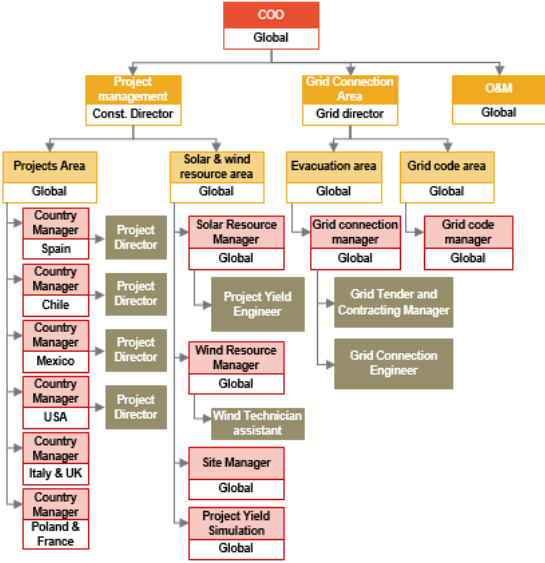 COO
Global
Project
management
Const. Director
Grid Connection
Area
Grid director
O&M
Global
Projects Area
Global
Solar & wind
resource area
Global
Evacuation area
Global
Grid code area
Global
Country
Manager
Spain
Project
Director
Country
Manager
Chile
Project
Director
Country
Manager
Mexico
Project
Director
Country
Manager
USA
Project
Director
Country
Manager
Italy & UK
Country
Manager
Poland &
France
Solar Resource
Manager
Global
Project Yield
Engineer
Wind Resource
Manager
Global
Wind Technician
assistant
Site Manager
Global
Project Yield
Simulation
Global
Grid connection
manager
Global
Grid Tender and
Contracting Manager
Grid Connection
Engineer
Grid code
manager
Global